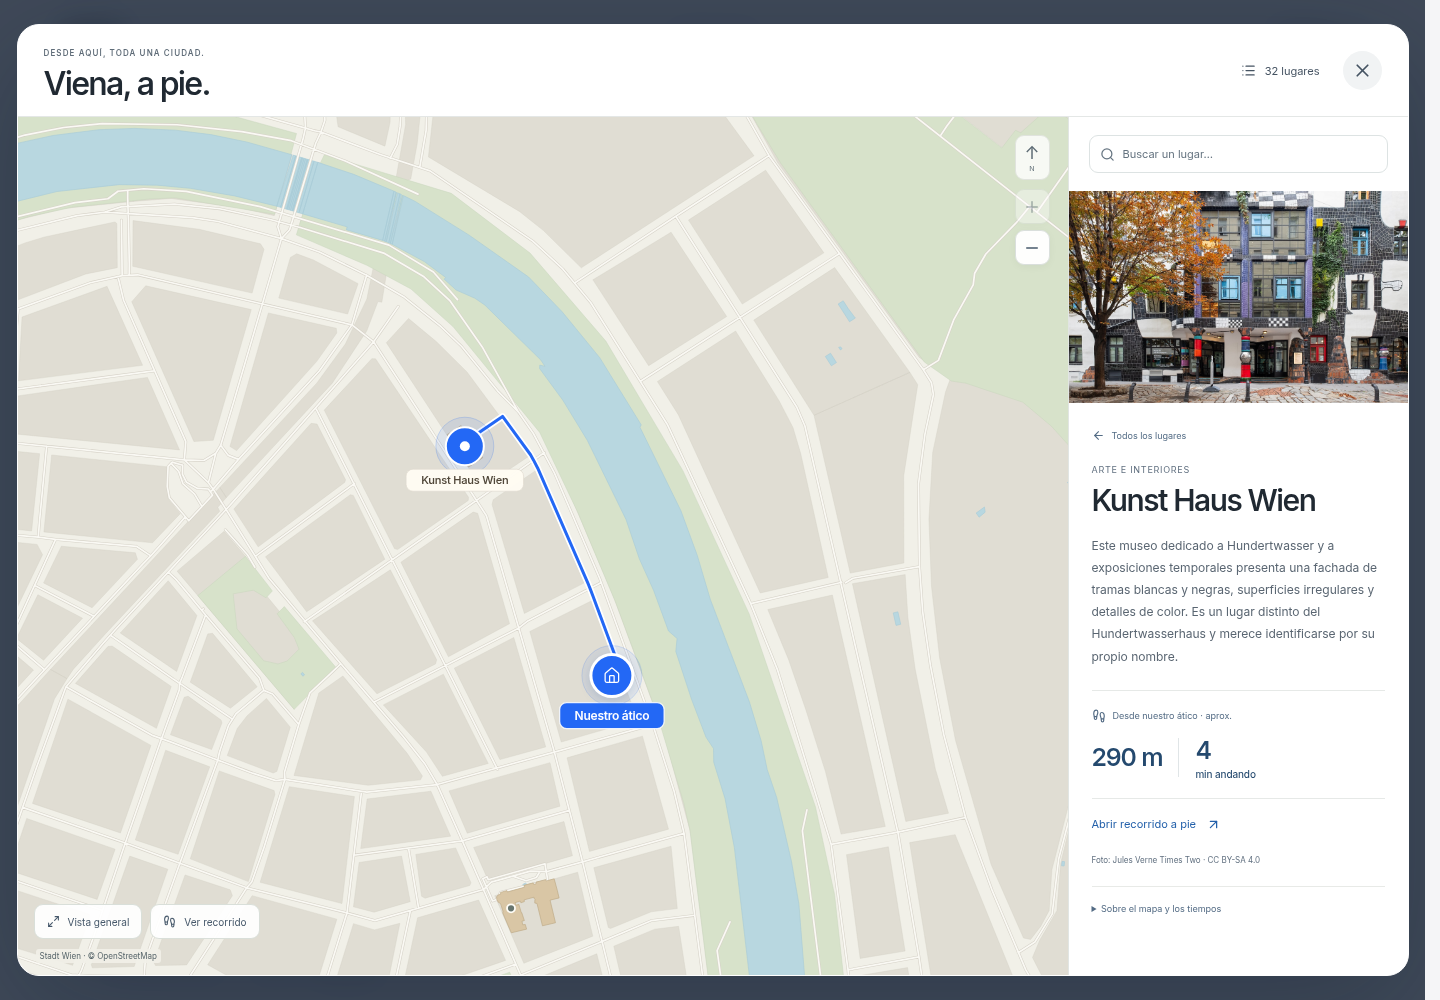 DESDE AQUÍ, TODA UNA CIUDAD.
Viena, a pie.
32 lugares
N
Buscar un lugar...
Kunst Haus Wien
Nuestro ático
Vista general
Ver recorrido
Stadt Wien · © OpenStreetMap
Todos los lugares
ARTE E INTERIORES
Kunst Haus Wien
Este museo dedicado a Hundertwasser y a
exposiciones temporales presenta una fachada de
tramas blancas y negras, superficies irregulares y
detalles de color. Es un lugar distinto del
Hundertwasserhaus y merece identificarse por su
propio nombre.
Desde nuestro ático · aprox.
290 m
4
min andando
Abrir recorrido a pie
Foto: Jules Verne Times Two · CC BY-SA 4.0
Sobre el mapa y los tiempos